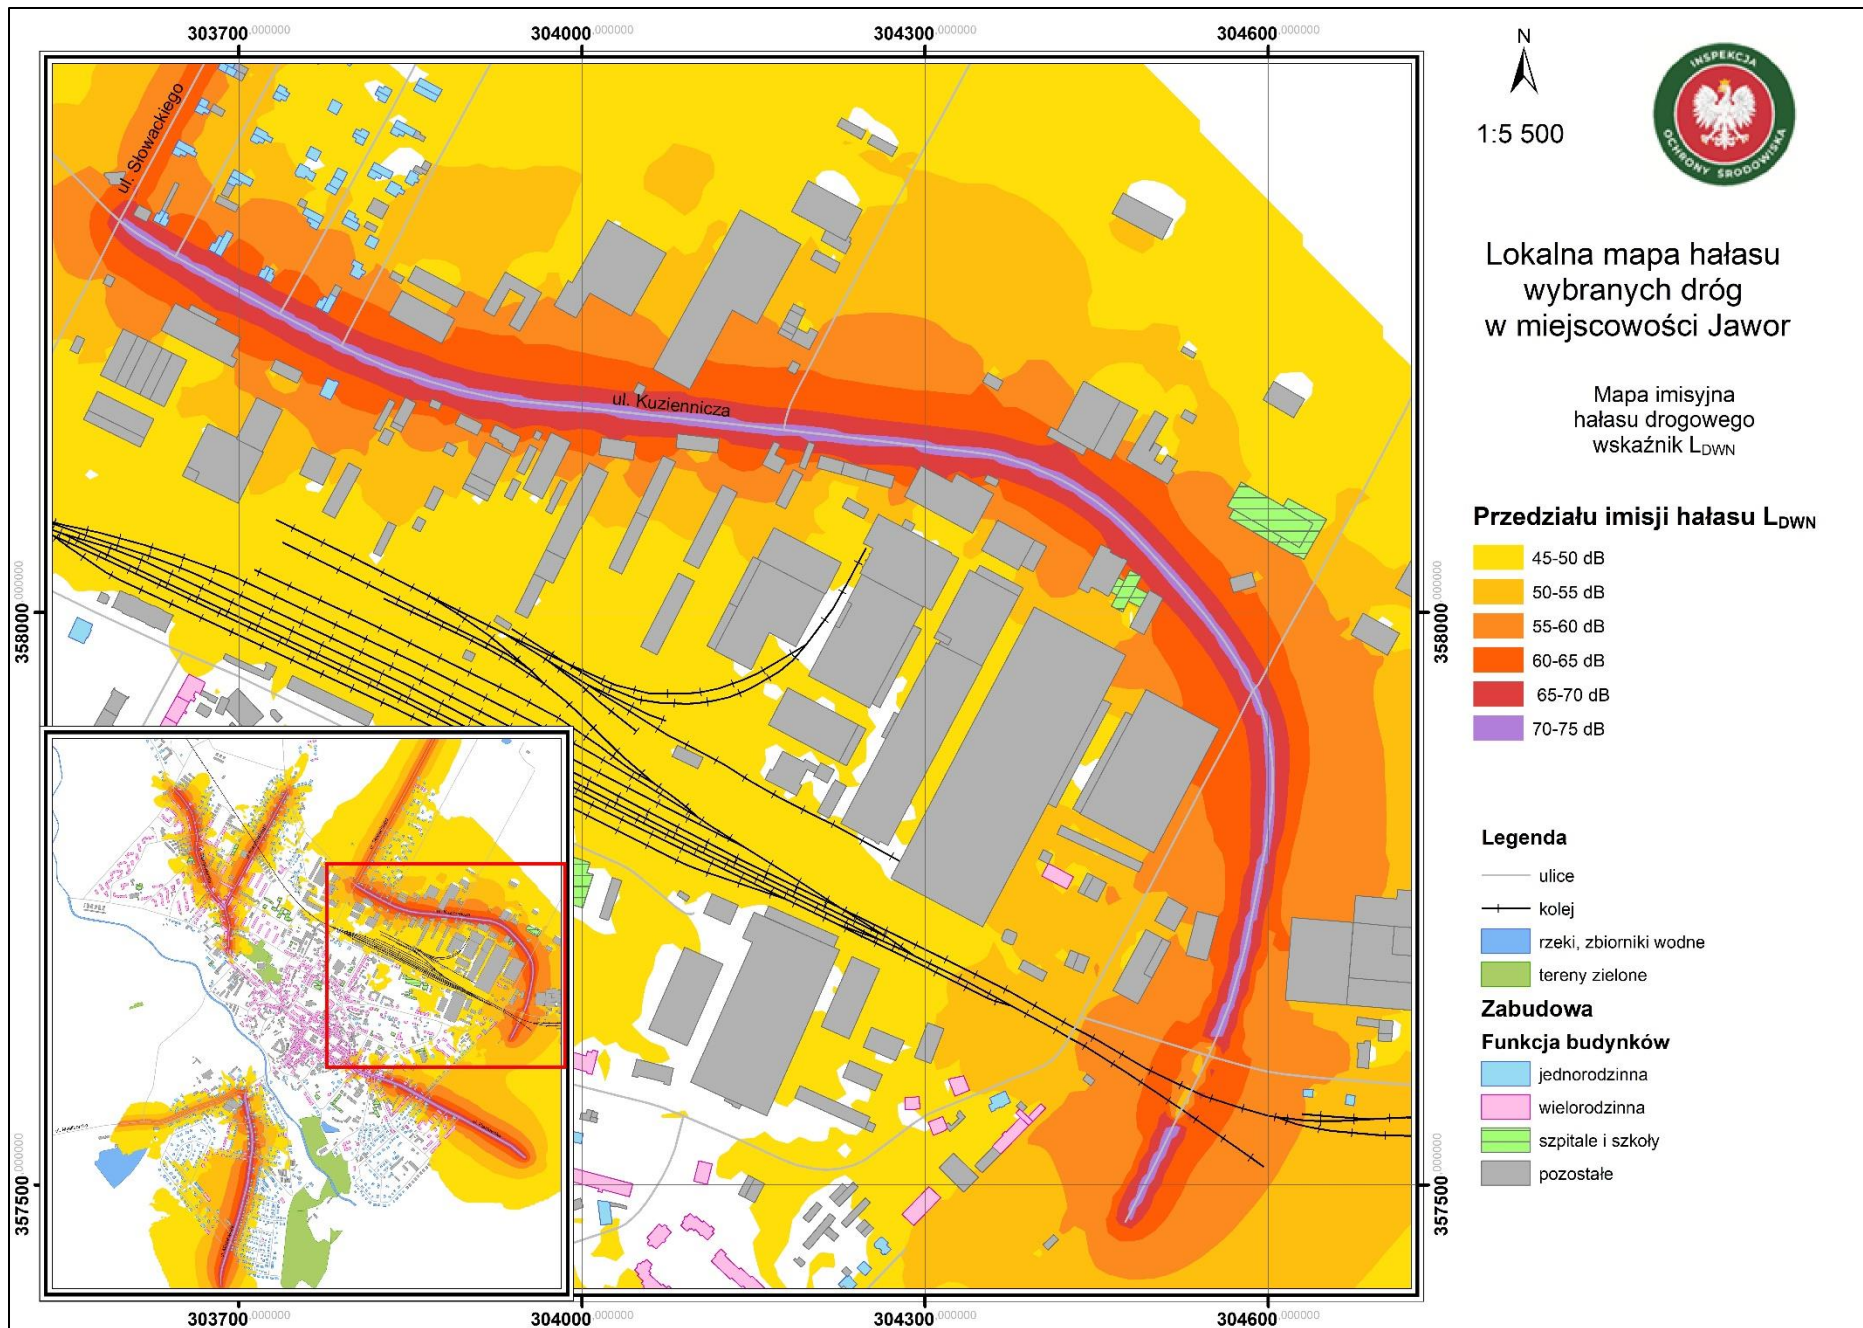 303700,000000
304000,000000
304300,000000
304600,000000
N
1:5 500
INSPEKCJA
OCHRONY ŚRODOWISKA
Lokalna mapa hałasu
wybranych dróg
w miejscowości Jawor
Mapa imisyjna
hałasu drogowego
wskaźnik LDWN
Przedziału imisji hałasu LDWN
45-50 dB
50-55 dB
55-60 dB
60-65 dB
65-70 dB
70-75 dB
Legenda
ulice
kolej
rzeki, zbiorniki wodne
tereny zielone
Zabudowa
Funkcja budynków
jednorodzinna
wielorodzinna
szpitale i szkoły
pozostałe
ul. Słowackiego
ul. Kuziennicza
358000,000000
357500,000000
358000,000000
357500,000000
303700,000000
304000,000000
304300,000000
304600,000000